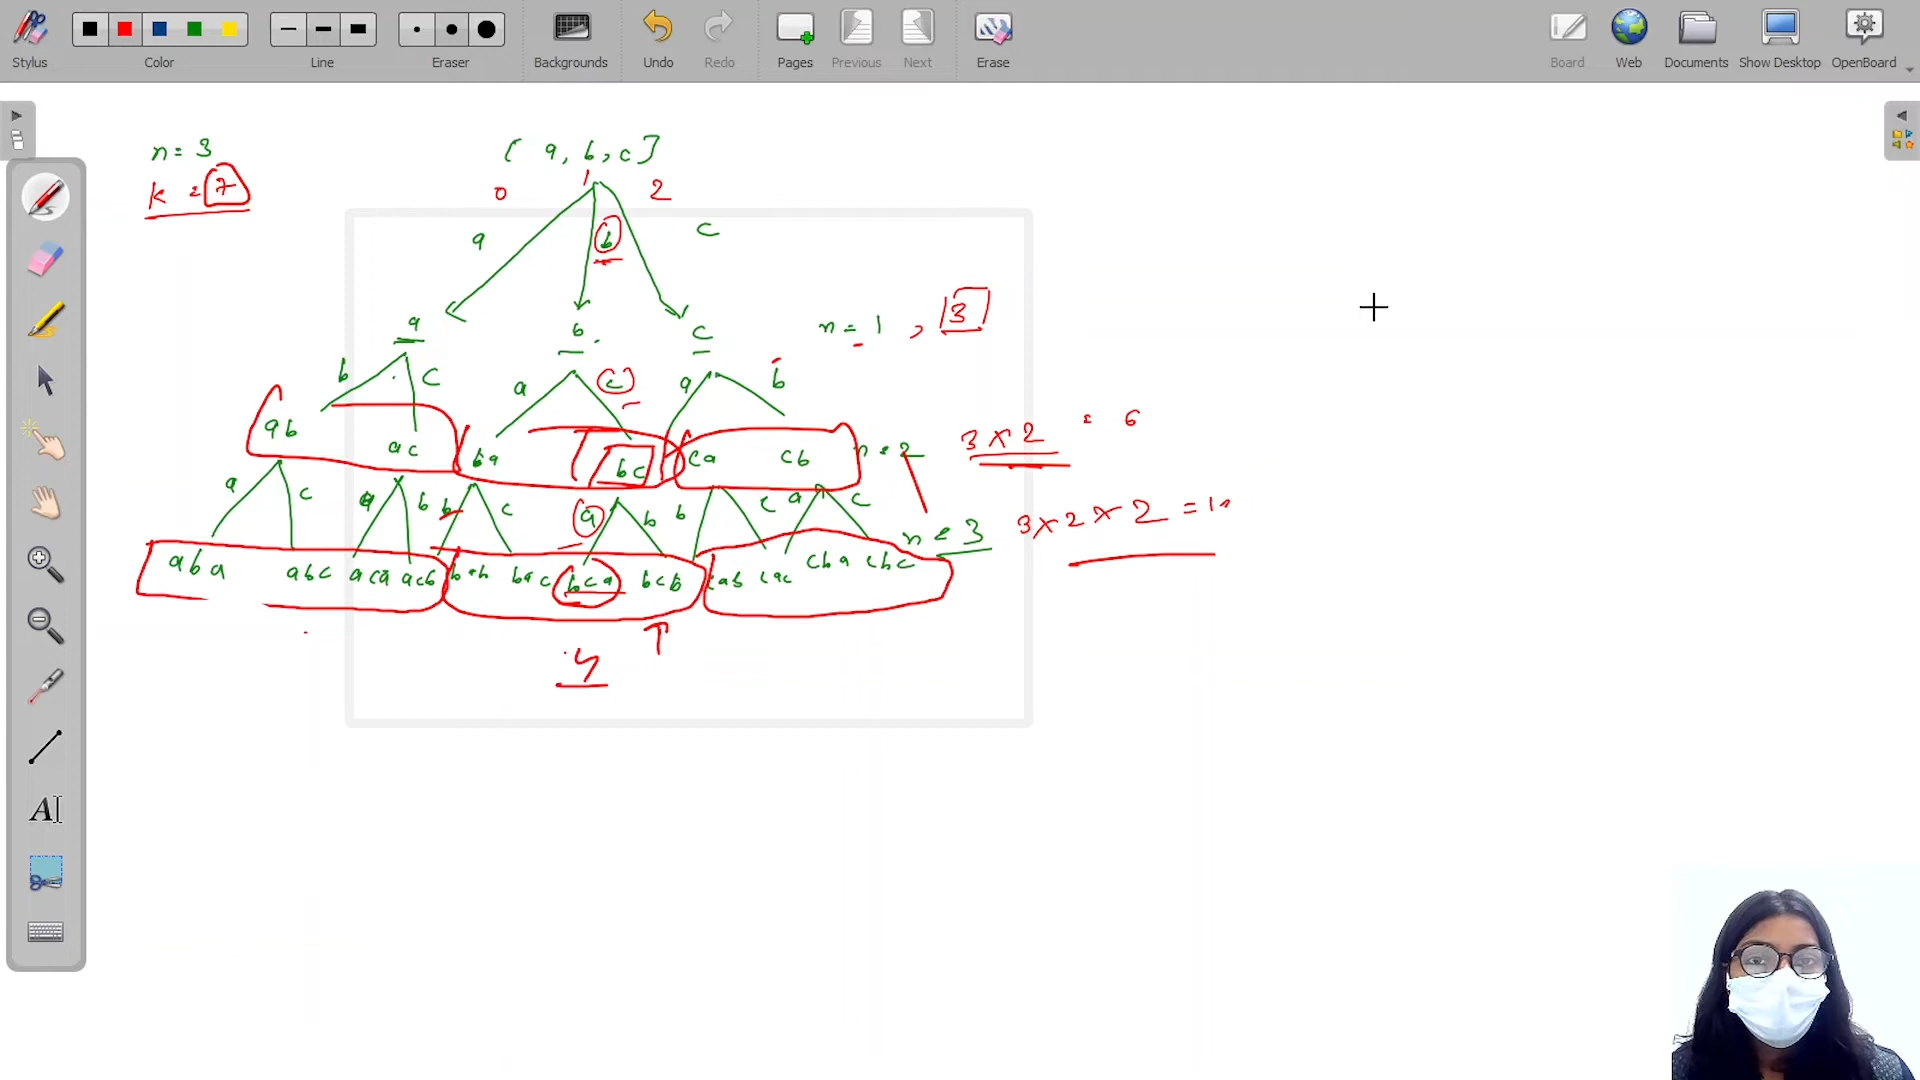 Stylus Color Line Eraser Backgrounds Undo Redo Pages Previous Next Erase Board Web Documents Show Desktop OpenBoard
n = 3
[ a, b, c ]
k = 7
0 1 2
a b c
a b c
n = 1 , 3
b c a c a b
ab ac ba bc ca cb n = 2
3 x 2 = 6
a c a b b c a b b c a c
n = 3
3 x 2 x 2 =
aba abc aca acb bab bac bca bcb cab cac cba cbc
4
AI